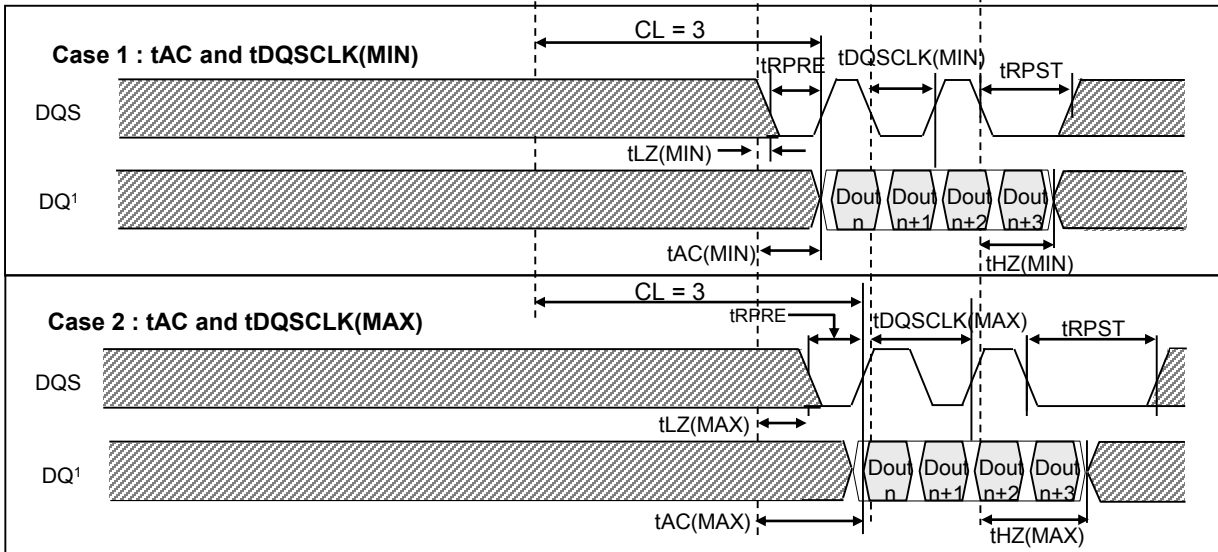 CL = 3
Case 1 : tAC and tDQSCLK(MIN)
tRPRE
tDQSCLK(MIN)
tRPST
DQS
tLZ(MIN)
DQ1
Dout n
Dout n+1
Dout n+2
Dout n+3
tAC(MIN)
tHZ(MIN)
CL = 3
Case 2 : tAC and tDQSCLK(MAX)
tRPRE
tDQSCLK(MAX)
tRPST
DQS
tLZ(MAX)
DQ1
Dout n
Dout n+1
Dout n+2
Dout n+3
tAC(MAX)
tHZ(MAX)